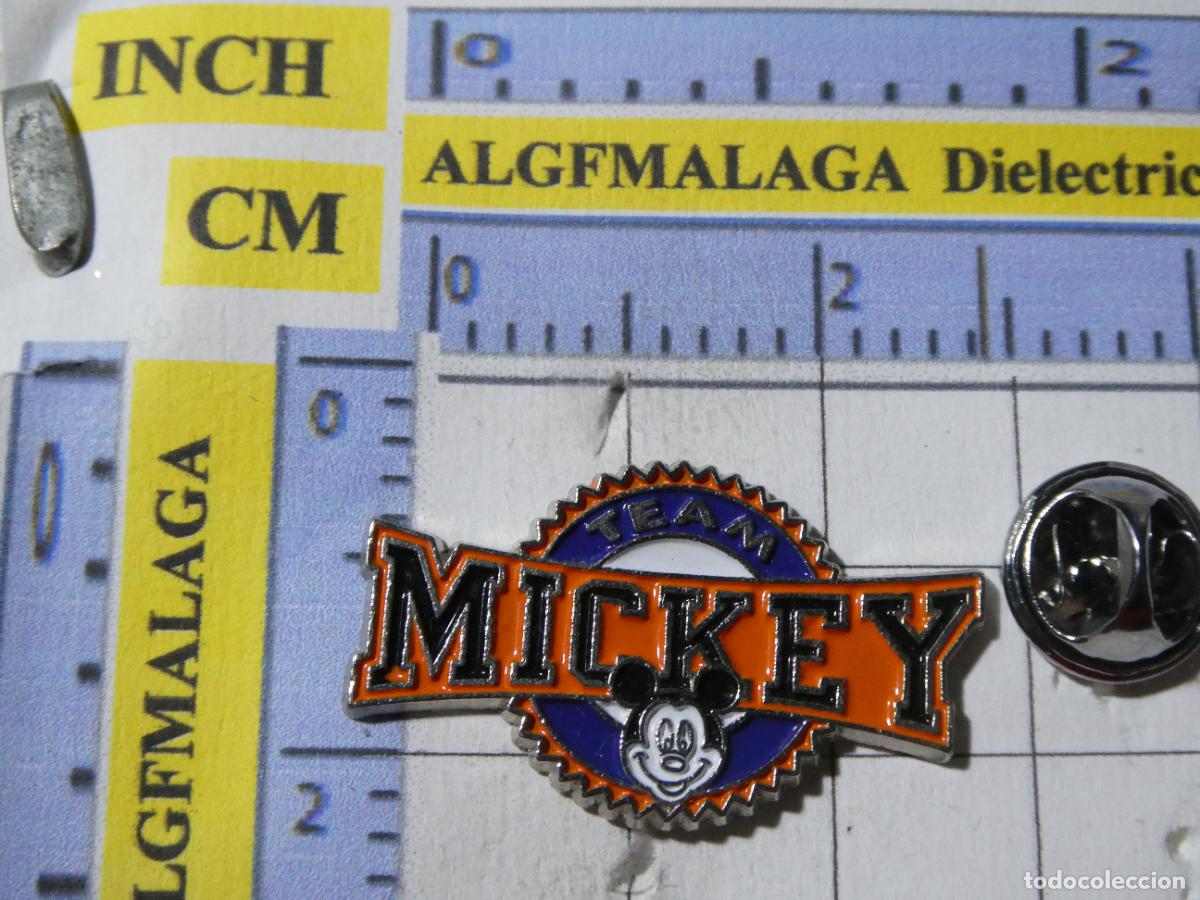 INCH
0 2
ALGFMALAGA Dielectric
CM
0 2
0
0
2
ALGFMALAGA
TEAM
MICKEY
todocoleccion